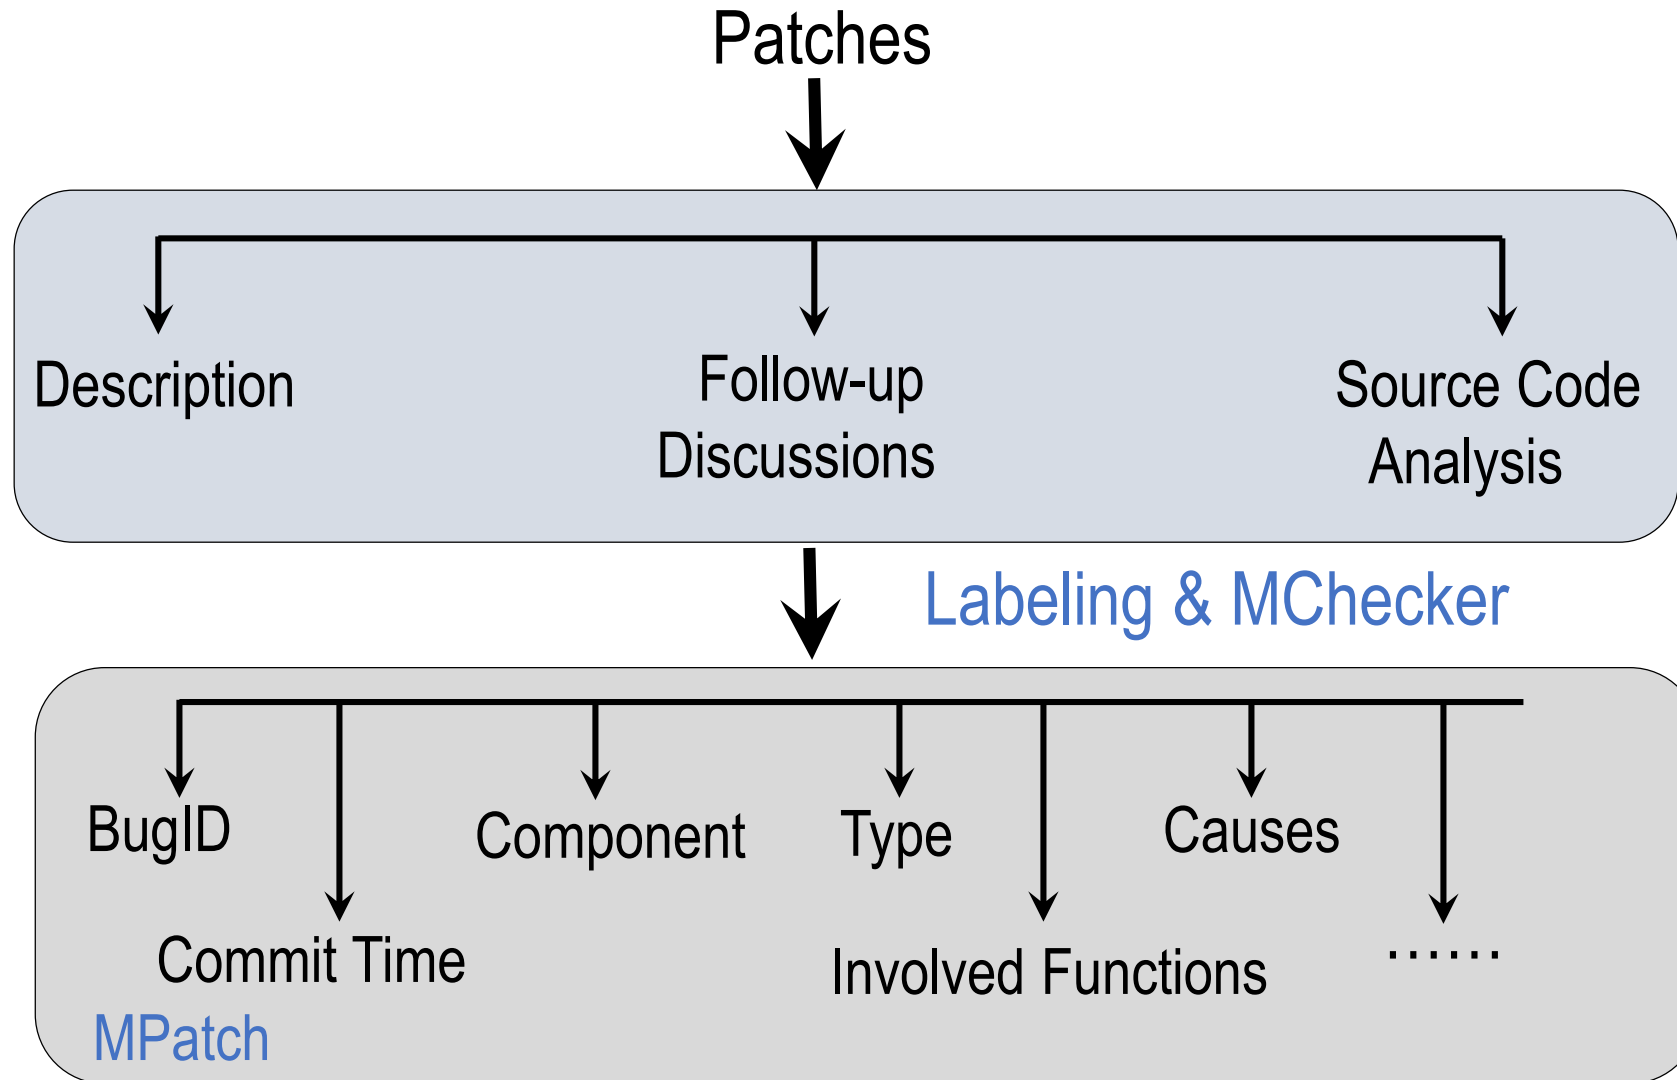 Patches
Description
Follow-up
Discussions
Source Code
Analysis
Labeling & MChecker
BugID
Component
Type
Causes
Commit Time
Involved Functions
......
MPatch